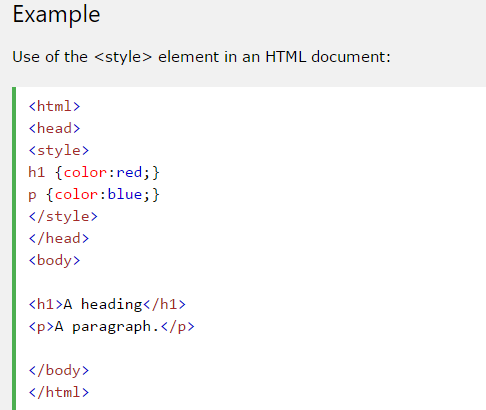 Example
Use of the <style> element in an HTML document:
<html>
<head>
<style>
h1 {color:red;}
p {color:blue;}
</style>
</head>
<body>
<h1>A heading</h1>
<p>A paragraph.</p>
</body>
</html>